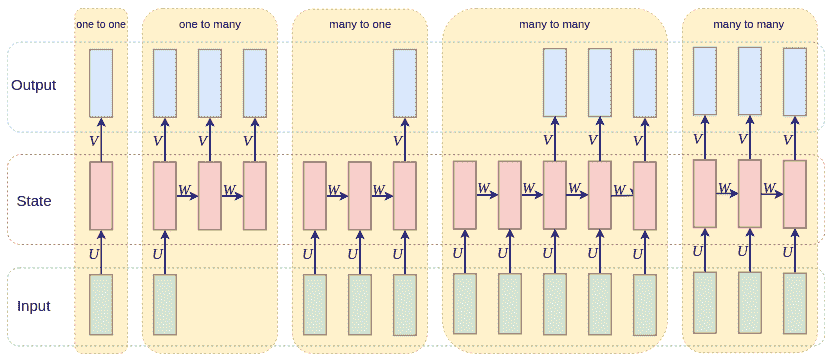 one to one one to many many to one many to many many to many
Output
V V V V V V V V V V V
State
W W W W W W W W W W
U U U U U U U U U U U U U
Input